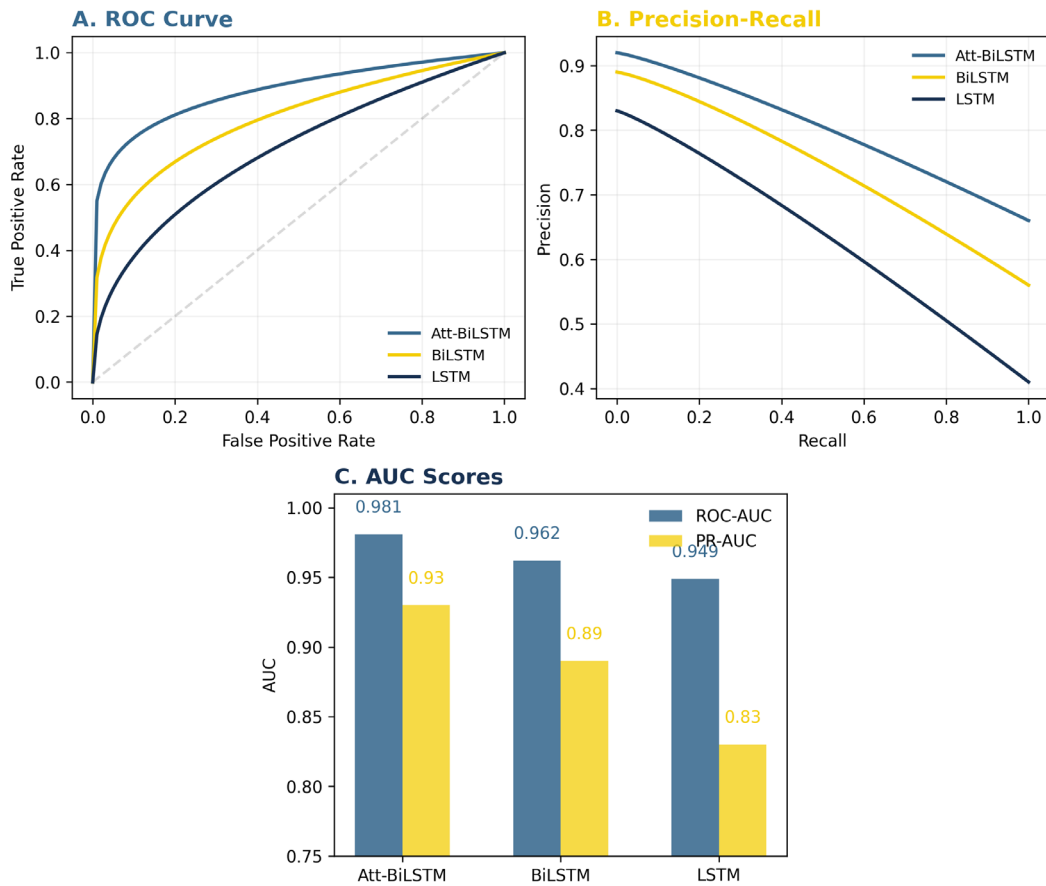 A. ROC Curve
True Positive Rate
1.0
0.8
0.6
0.4
0.2
0.0
Att-BiLSTM
BiLSTM
LSTM
0.0 0.2 0.4 0.6 0.8 1.0
False Positive Rate
B. Precision-Recall
Precision
0.9
0.8
0.7
0.6
0.5
0.4
Att-BiLSTM
BiLSTM
LSTM
0.0 0.2 0.4 0.6 0.8 1.0
Recall
C. AUC Scores
AUC
1.00
0.95
0.90
0.85
0.80
0.75
ROC-AUC
PR-AUC
0.981
0.962
0.949
0.93
0.89
0.83
Att-BiLSTM BiLSTM LSTM